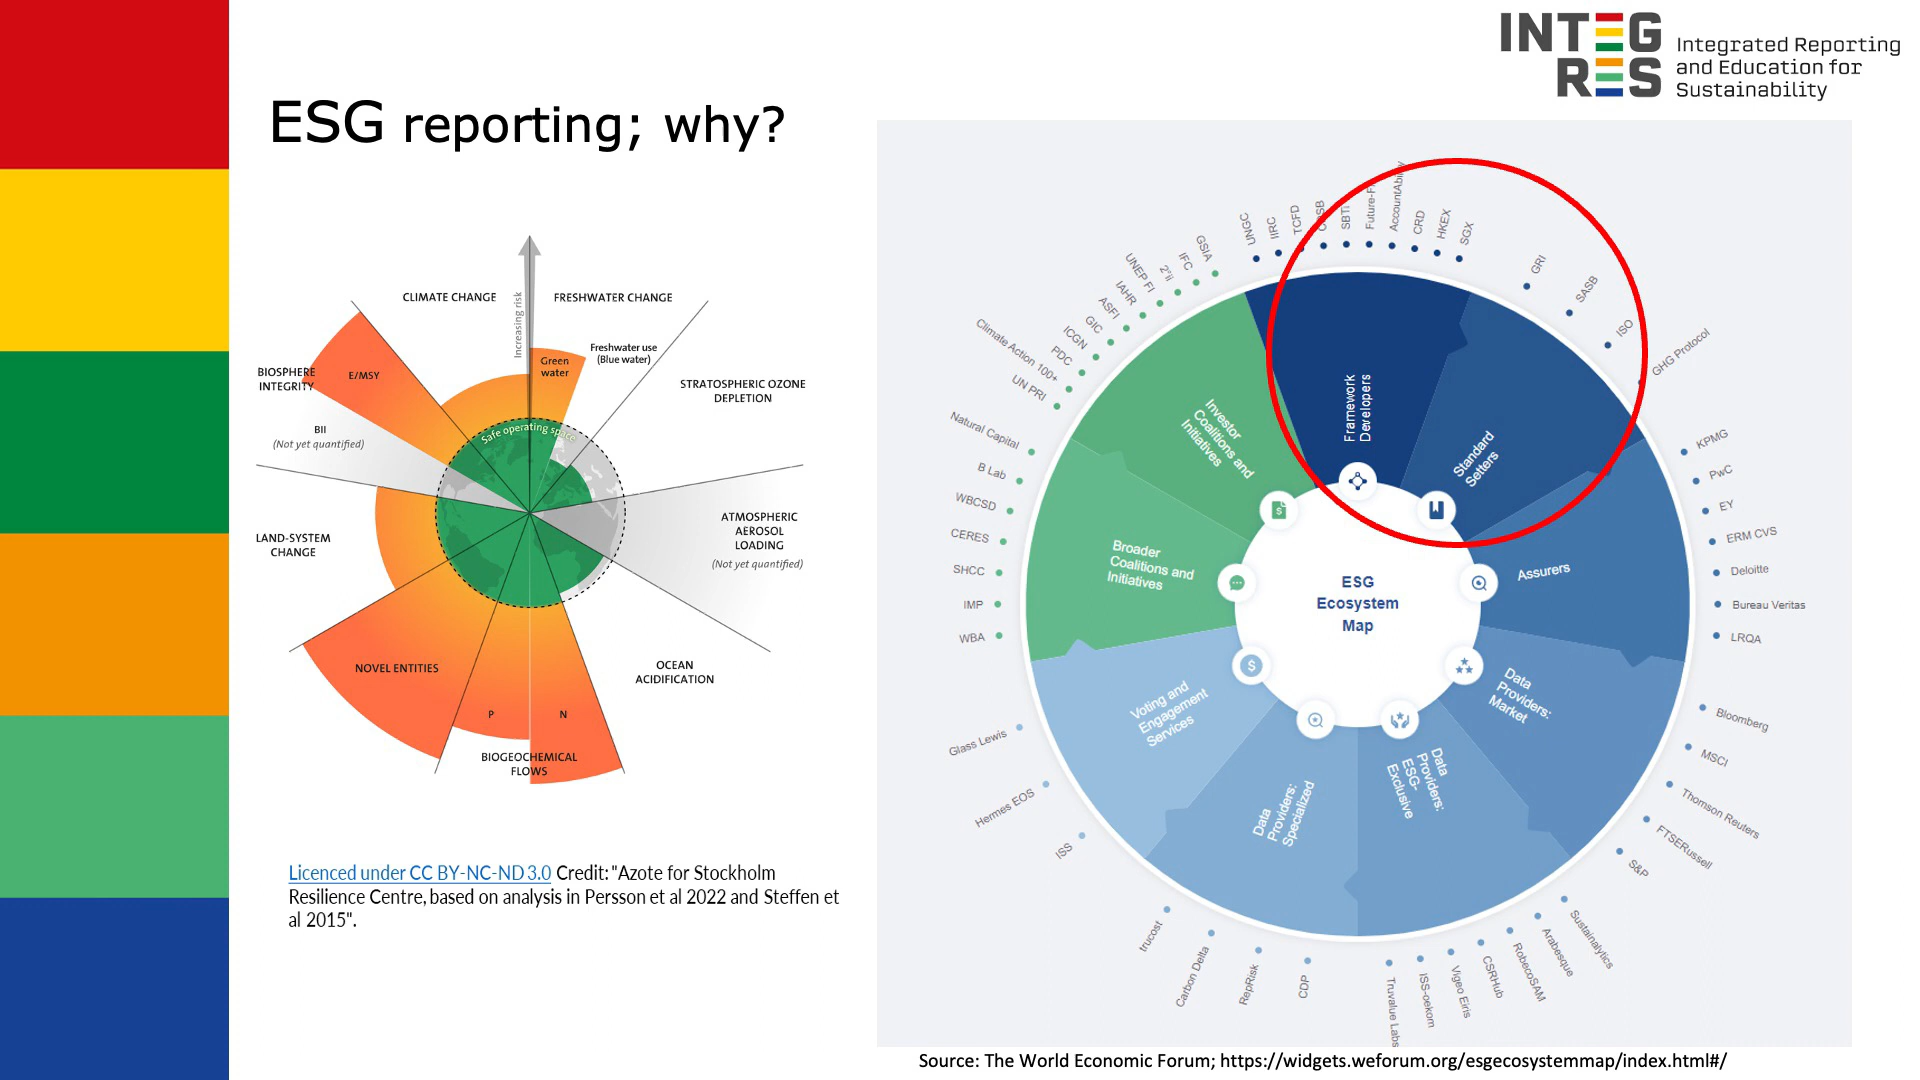 INTEG
RES
Integrated Reporting
and Education for
Sustainability
ESG reporting; why?
Increasing risk
CLIMATE CHANGE
FRESHWATER CHANGE
Green
water
Freshwater use
(Blue water)
STRATOSPHERIC OZONE
DEPLETION
BIOSPHERE
INTEGRITY
E/MSY
BII
(Not yet quantified)
Safe operating space
ATMOSPHERIC
AEROSOL
LOADING
(Not yet quantified)
LAND-SYSTEM
CHANGE
NOVEL ENTITIES
OCEAN
ACIDIFICATION
P
N
BIOGEOCHEMICAL
FLOWS
Licenced under CC BY-NC-ND 3.0 Credit: "Azote for Stockholm
Resilience Centre, based on analysis in Persson et al 2022 and Steffen et
al 2015".
ESG
Ecosystem
Map
Framework
Developers
UNGC
IIRC
TCFD
SBTi
AccountAbility
CRD
HKEX
SGX
Standard
Setters
GRI
SASB
ISO
GHG Protocol
Assurers
KPMG
PwC
EY
ERM CVS
Deloitte
Bureau Veritas
LRQA
Data
Providers:
Market
Bloomberg
MSCI
Thomson Reuters
FTSERussell
S&P
Data
Providers:
ESG-
Exclusive
Sustainalytics
Arabesque
RobecoSAM
CSRHub
Vigeo Eiris
ISS-oekom
Truvalue Labs
Data
Providers:
Specialized
CDP
RepRisk
Carbon Delta
trucost
Voting and
Engagement
Services
ISS
Hermes EOS
Glass Lewis
Broader
Coalitions and
Initiatives
WBA
IMP
SHCC
CERES
WBCSD
B Lab
Natural Capital
Investor
Coalitions and
Initiatives
UN PRI
Climate Action 100+
PDC
ICGN
GIC
ASFI
IAHR
UNEP FI
2°ii
IFC
GSIA
Source: The World Economic Forum; https://widgets.weforum.org/esgecosystemmap/index.html#/